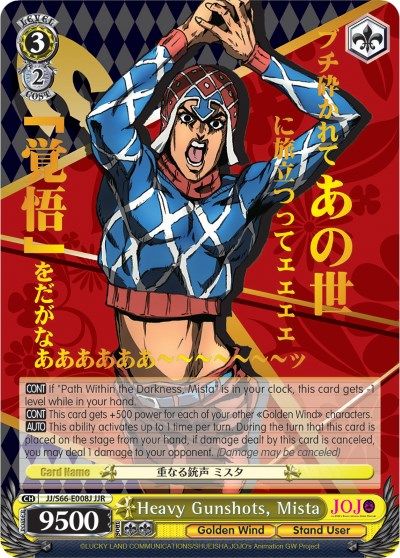 LEVEL
3
2
COST
ブチ砕かれて
あの世
に旅立つってェェェェ
『覚悟』
をだがな
ああああああ〜〜〜〜〜〜〜ッ
CONT If "Path Within the Darkness, Mista" is in your clock, this card gets -1
level while in your hand.
CONT This card gets +500 power for each of your other «Golden Wind» characters.
AUTO This ability activates up to 1 time per turn. During the turn that this card is
placed on the stage from your hand, when damage dealt by this card is canceled,
you may deal 1 damage to your opponent. (Damage may be canceled)
Card Name
重なる銃声 ミスタ
CD JJ/S66-E008J JJR
POWER
9500
SOUL
Heavy Gunshots, Mista
JOJO
Golden Wind
Stand User
©LUCKY LAND COMMUNICATIONS/SHUEISHA,JOJO's Animation GW Project